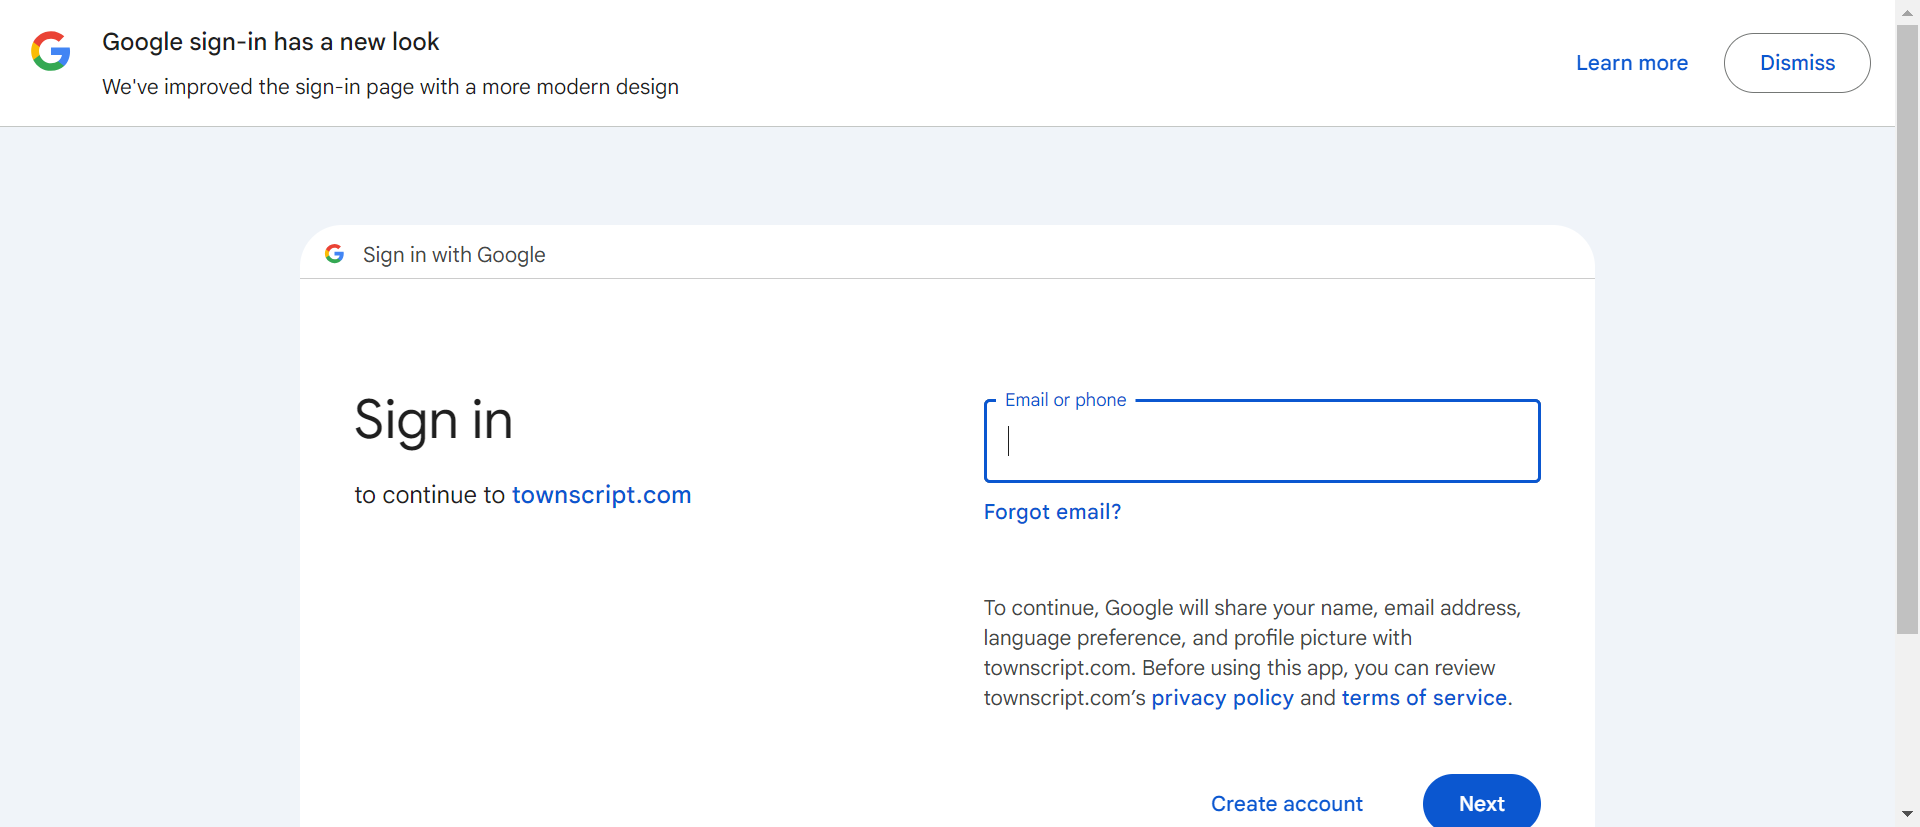 Google sign-in has a new look
We've improved the sign-in page with a more modern design
Learn more
Dismiss
Sign in with Google
Sign in
to continue to townscript.com
Email or phone
Forgot email?
To continue, Google will share your name, email address,
language preference, and profile picture with
townscript.com. Before using this app, you can review
townscript.com’s privacy policy and terms of service.
Create account
Next